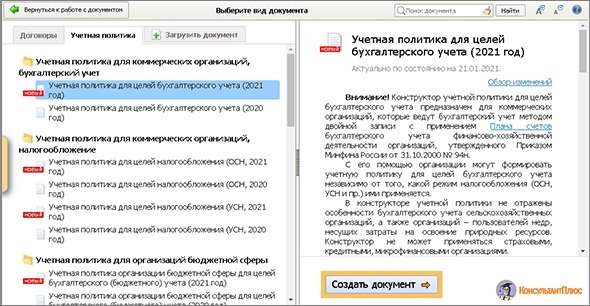 Вернуться к работе с документом
Выберите вид документа
Поиск: документ
Найти
Договоры
Учетная политика
Загрузить документ
Учетная политика для коммерческих организаций,
бухгалтерский учет
НОВЫЙ
Учетная политика для целей бухгалтерского учета (2021
год)
Учетная политика для целей бухгалтерского учета (2020
год)
Учетная политика для коммерческих организаций,
налогообложение
НОВЫЙ
Учетная политика для целей налогообложения (ОСН, 2021
год)
Учетная политика для целей налогообложения (ОСН, 2020
год)
НОВЫЙ
Учетная политика для целей налогообложения (УСН, 2021
год)
Учетная политика для целей налогообложения (УСН, 2020
год)
Учетная политика для организаций бюджетной сферы
Учетная политика организации бюджетной сферы для целей
бухгалтерского (бюджетного) учета (2021 год)
Учетная политика организации бюджетной сферы для целей
НОВЫЙ
Учетная политика для целей
бухгалтерского учета (2021 год)
Актуально по состоянию на 21.01.2021.
Обзор изменений
Внимание! Конструктор учетной политики для целей
бухгалтерского учета предназначен для коммерческих
организаций, которые ведут бухгалтерский учет методом
двойной записи с применением Плана счетов
бухгалтерского учета финансово-хозяйственной
деятельности организаций, утвержденного Приказом
Минфина России от 31.10.2000 № 94н.
С его помощью организации могут формировать
учетную политику для целей бухгалтерского учета
независимо от того, какой режим налогообложения (ОСН,
УСН и пр.) ими применяется.
В конструкторе учетной политики не отражены
особенности бухгалтерского учета сельскохозяйственных
организаций, а также организаций – пользователей недр,
несущих затраты на освоение природных ресурсов.
Конструктор не может применяться страховыми,
кредитными, микрофинансовыми организациями.
Создать документ
КонсультантПлюс